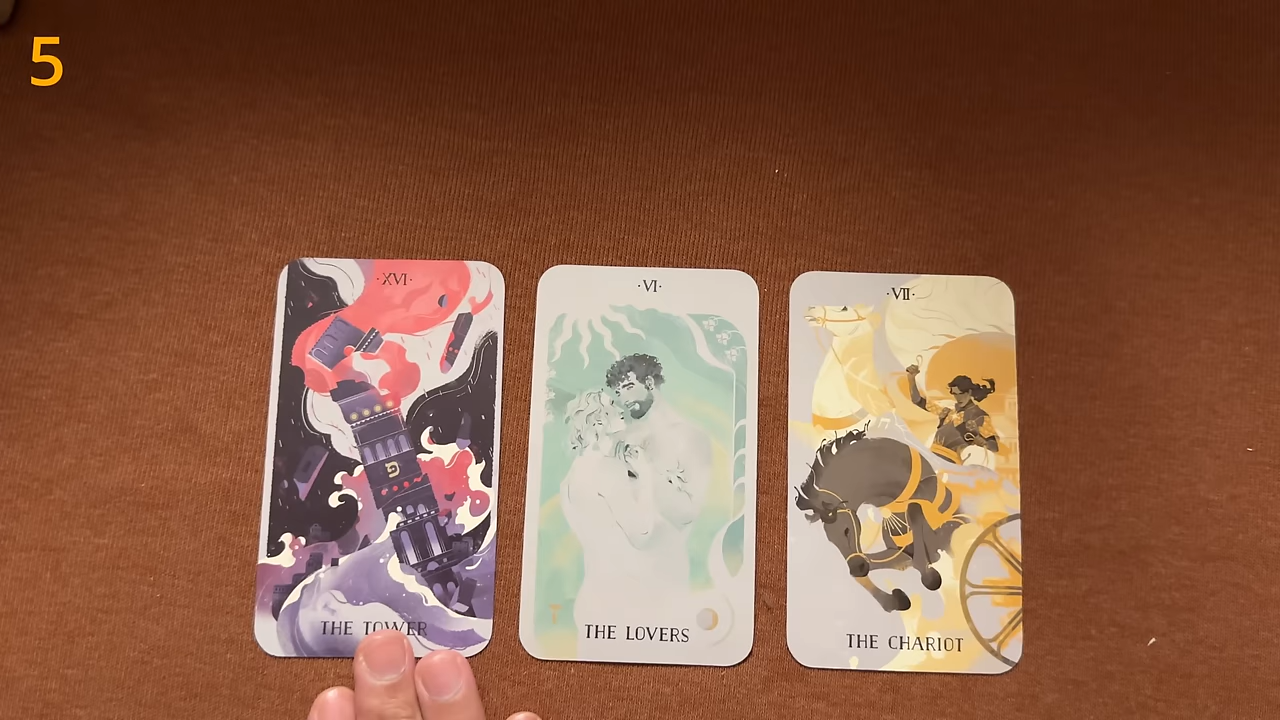 5
·XVI·
THE TOWER
·VI·
THE LOVERS
·VII·
THE CHARIOT